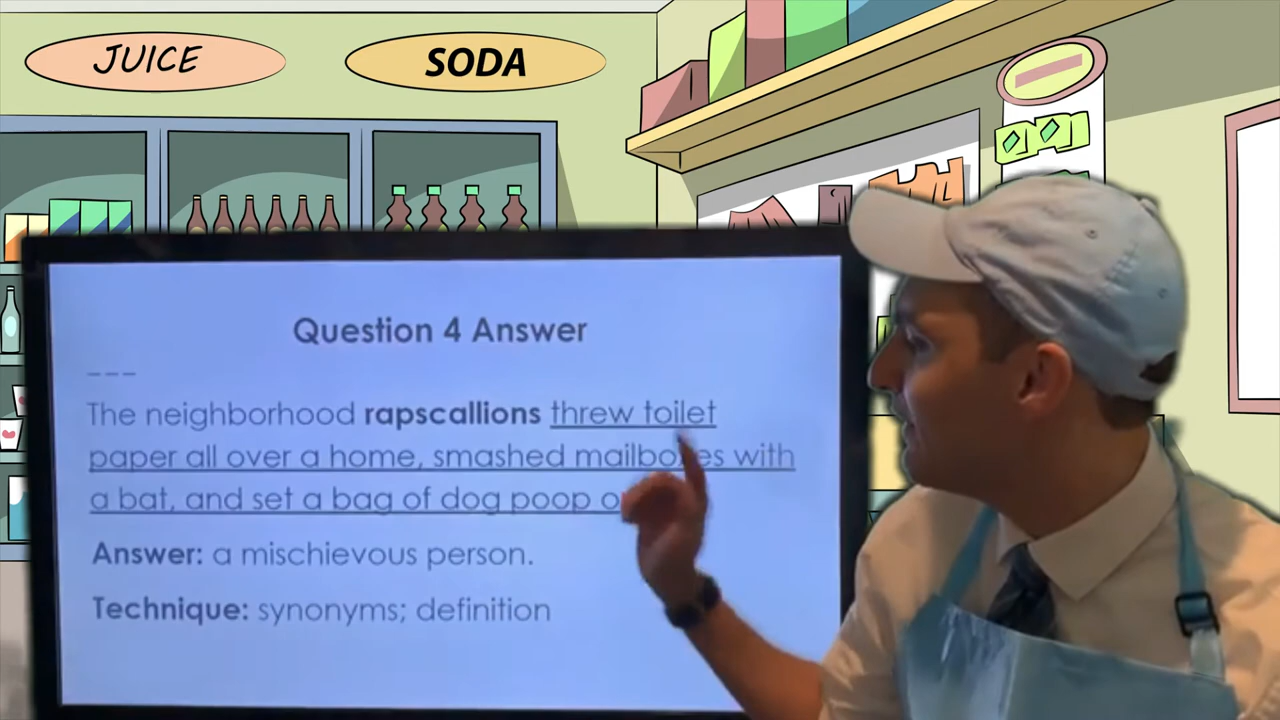 JUICE
SODA
Question 4 Answer
___
The neighborhood rapscallions threw toilet
paper all over a home, smashed mailboxes with
a bat, and set a bag of dog poop
Answer: a mischievous person.
Technique: synonyms; definition